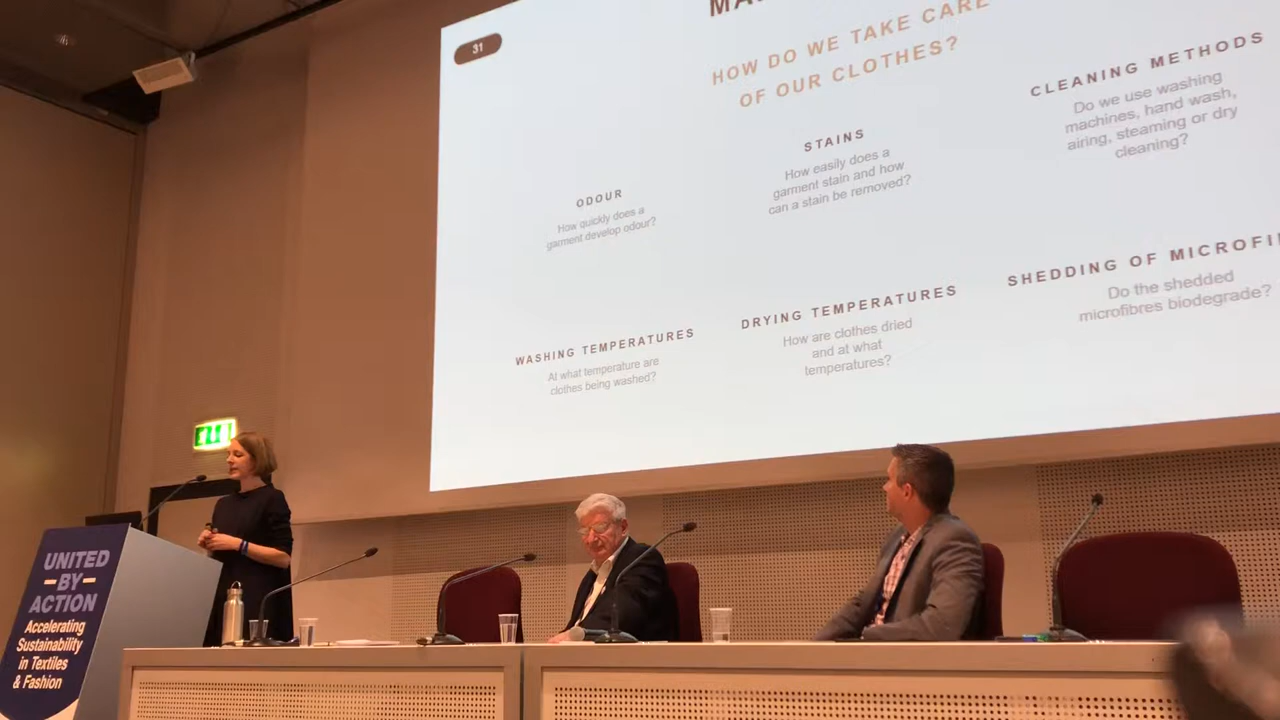 31
HOW DO WE TAKE CARE
OF OUR CLOTHES?
ODOUR
How quickly does a
garment develop odour?
STAINS
How easily does a
garment stain and how
can a stain be removed?
CLEANING METHODS
Do we use washing
machines, hand wash,
airing, steaming or dry
cleaning?
WASHING TEMPERATURES
At what temperature are
clothes being washed?
DRYING TEMPERATURES
How are clothes dried
and at what
temperatures?
SHEDDING OF MICROFI
Do the shedded
microfibres biodegrade?
UNITED
BY
ACTION
Accelerating
Sustainability
in Textiles
& Fashion